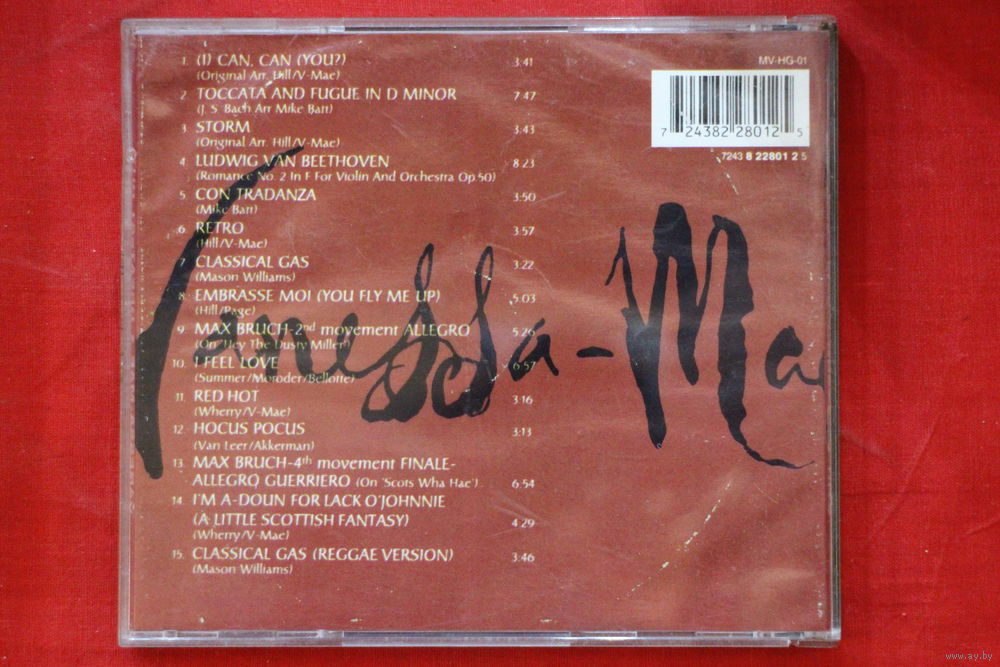 1. (I) CAN, CAN (YOU?) 3:41
(Original Arr. Hill/V-Mae)
2. TOCCATA AND FUGUE IN D MINOR 7:47
(J. S. Bach Arr Mike Batt)
3. STORM 3:43
(Original Arr. Hill/V-Mae)
4. LUDWIG VAN BEETHOVEN 8:23
(Romance No. 2 In F For Violin And Orchestra Op.50)
5. CON TRADANZA 3:50
(Mike Batt)
6. RETRO 3:57
(Hill/V-Mae)
7. CLASSICAL GAS 3:22
(Mason Williams)
8. EMBRASSE MOI (YOU FLY ME UP) 5:03
(Hill/Page)
9. MAX BRUCH-2nd movement ALLEGRO 5:26
(On 'Hey The Dusty Miller')
10. I FEEL LOVE 6:57
(Summer/Moroder/Bellotte)
11. RED HOT 3:16
(Wherry/V-Mae)
12. HOCUS POCUS 3:13
(Van Leer/Akkerman)
13. MAX BRUCH-4th movement FINALE-
ALLEGRO GUERRIERO (On 'Scots Wha Hae') 6:54
14. I'M A-DOUN FOR LACK O'JOHNNIE
(A LITTLE SCOTTISH FANTASY) 4:29
(Wherry/V-Mae)
15. CLASSICAL GAS (REGGAE VERSION) 3:46
(Mason Williams)
MV-HG-01
7 24382 28012 5
7243 8 22801 2 5
Vanessa-Ma
www.ay.by